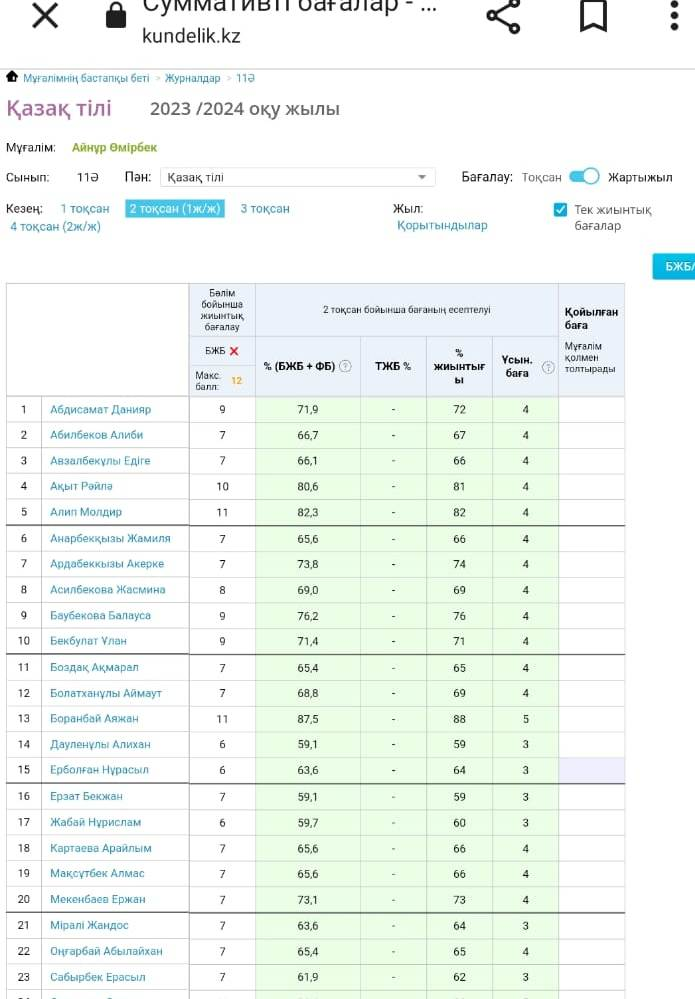 Суммативті бағалар - ...
kundelik.kz
Мұғалімнің бастапқы беті > Журналдар > 11Ә
Қазақ тілі 2023 /2024 оқу жылы
Мұғалім: Айнұр Өмірбек
Сынып: 11Ә Пән: Қазақ тілі Бағалау: Тоқсан Жартыжыл
Кезең: 1 тоқсан 2 тоқсан (1ж/ж) 3 тоқсан Жыл: Тек жиынтық
4 тоқсан (2ж/ж) Қорытындылар бағалар
БЖБ/
Бөлім
бойынша
жиынтық
бағалау
2 тоқсан бойынша бағаның есептелуі
Қойылған
баға
БЖБ
Макс.
балл: 12
% (БЖБ + ФБ) ?
ТЖБ %
%
жиынтығ
ы
Ұсын.
баға ?
Мұғалім
қолмен
толтырады
1 Абдисамат Данияр 9 71,9 - 72 4
2 Абилбеков Алиби 7 66,7 - 67 4
3 Авзалбекұлы Едіге 7 66,1 - 66 4
4 Ақыт Рәйлә 10 80,6 - 81 4
5 Алип Молдир 11 82,3 - 82 4
6 Анарбекқызы Жамиля 7 65,6 - 66 4
7 Ардабеккызы Акерке 7 73,8 - 74 4
8 Асилбекова Жасмина 8 69,0 - 69 4
9 Баубекова Балауса 9 76,2 - 76 4
10 Бекбулат Ұлан 9 71,4 - 71 4
11 Боздақ Ақмарал 7 65,4 - 65 4
12 Болатханұлы Аймаут 7 68,8 - 69 4
13 Боранбай Аяжан 11 87,5 - 88 5
14 Дауленұлы Алихан 6 59,1 - 59 3
15 Ерболған Нұрасыл 6 63,6 - 64 3
16 Ерзат Бекжан 7 59,1 - 59 3
17 Жабай Нұрислам 6 59,7 - 60 3
18 Картаева Арайлым 7 65,6 - 66 4
19 Мақсұтбек Алмас 7 65,6 - 66 4
20 Мекенбаев Ержан 7 73,1 - 73 4
21 Міралі Жандос 7 63,6 - 64 3
22 Оңғарбай Абылайхан 7 65,4 - 65 4
23 Сабырбек Ерасыл 7 61,9 - 62 3